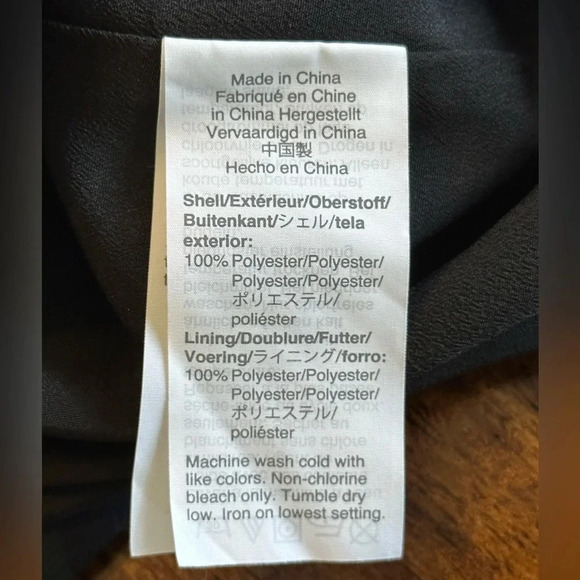 Made in China
Fabriqué en Chine
in China Hergestellt
Vervaardigd in China
中国製
Hecho en China
Shell/Extérieur/Oberstoff/
Buitenkant/シェル/tela
exterior:
100% Polyester/Polyester/
Polyester/Polyester/
ポリエステル/
poliéster
Lining/Doublure/Futter/
Voering/ライニング/forro:
100% Polyester/Polyester/
Polyester/Polyester/
ポリエステル/
poliéster
Machine wash cold with
like colors. Non-chlorine
bleach only. Tumble dry
low. Iron on lowest setting.